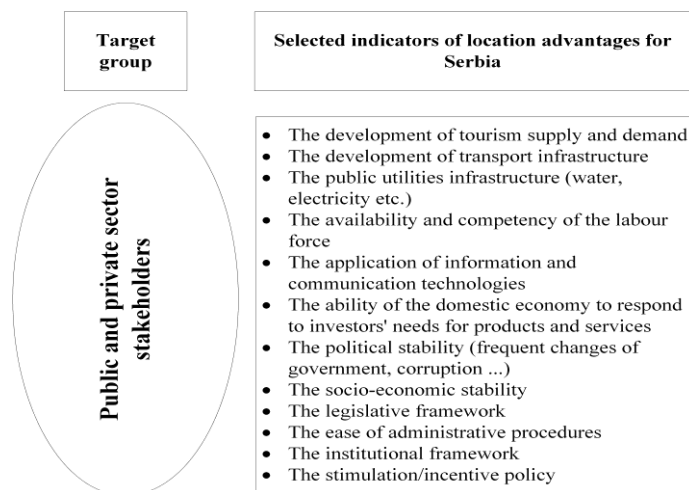 Target
group
Selected indicators of location advantages for
Serbia
Public and private sector
stakeholders
• The development of tourism supply and demand
• The development of transport infrastructure
• The public utilities infrastructure (water,
electricity etc.)
• The availability and competency of the labour
force
• The application of information and
communication technologies
• The ability of the domestic economy to respond
to investors' needs for products and services
• The political stability (frequent changes of
government, corruption ...)
• The socio-economic stability
• The legislative framework
• The ease of administrative procedures
• The institutional framework
• The stimulation/incentive policy